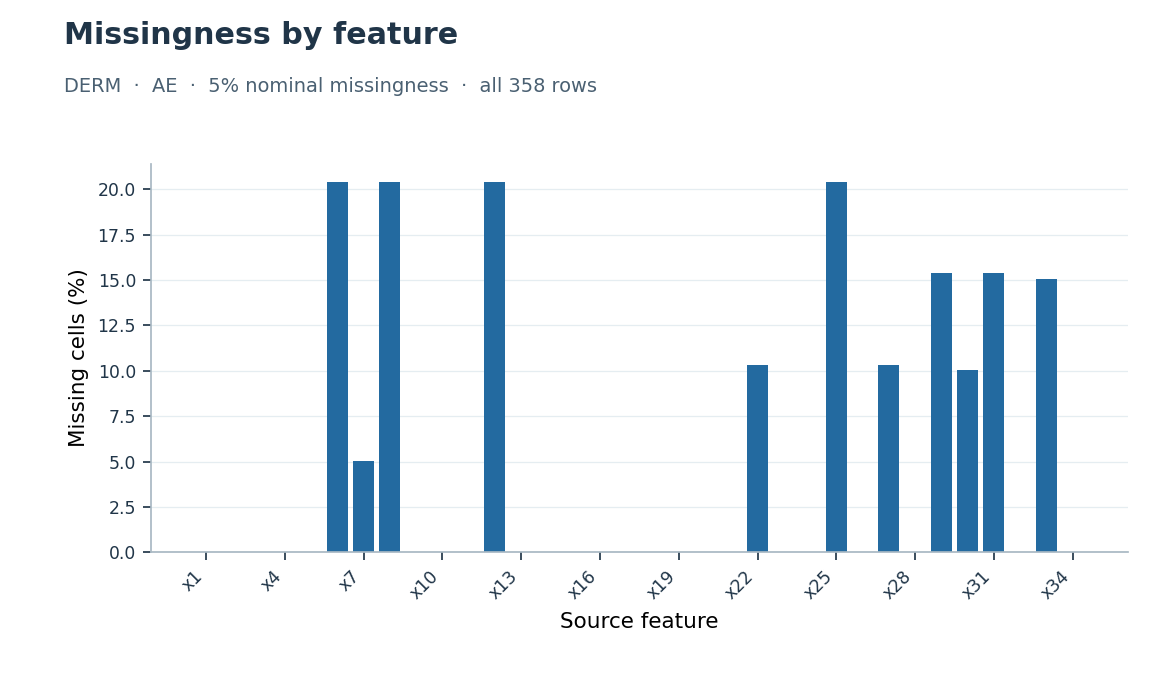 Missingness by feature
DERM · AE · 5% nominal missingness · all 358 rows
20.0
17.5
15.0
12.5
10.0
7.5
5.0
2.5
0.0
Missing cells (%)
x1 x4 x7 x10 x13 x16 x19 x22 x25 x28 x31 x34
Source feature